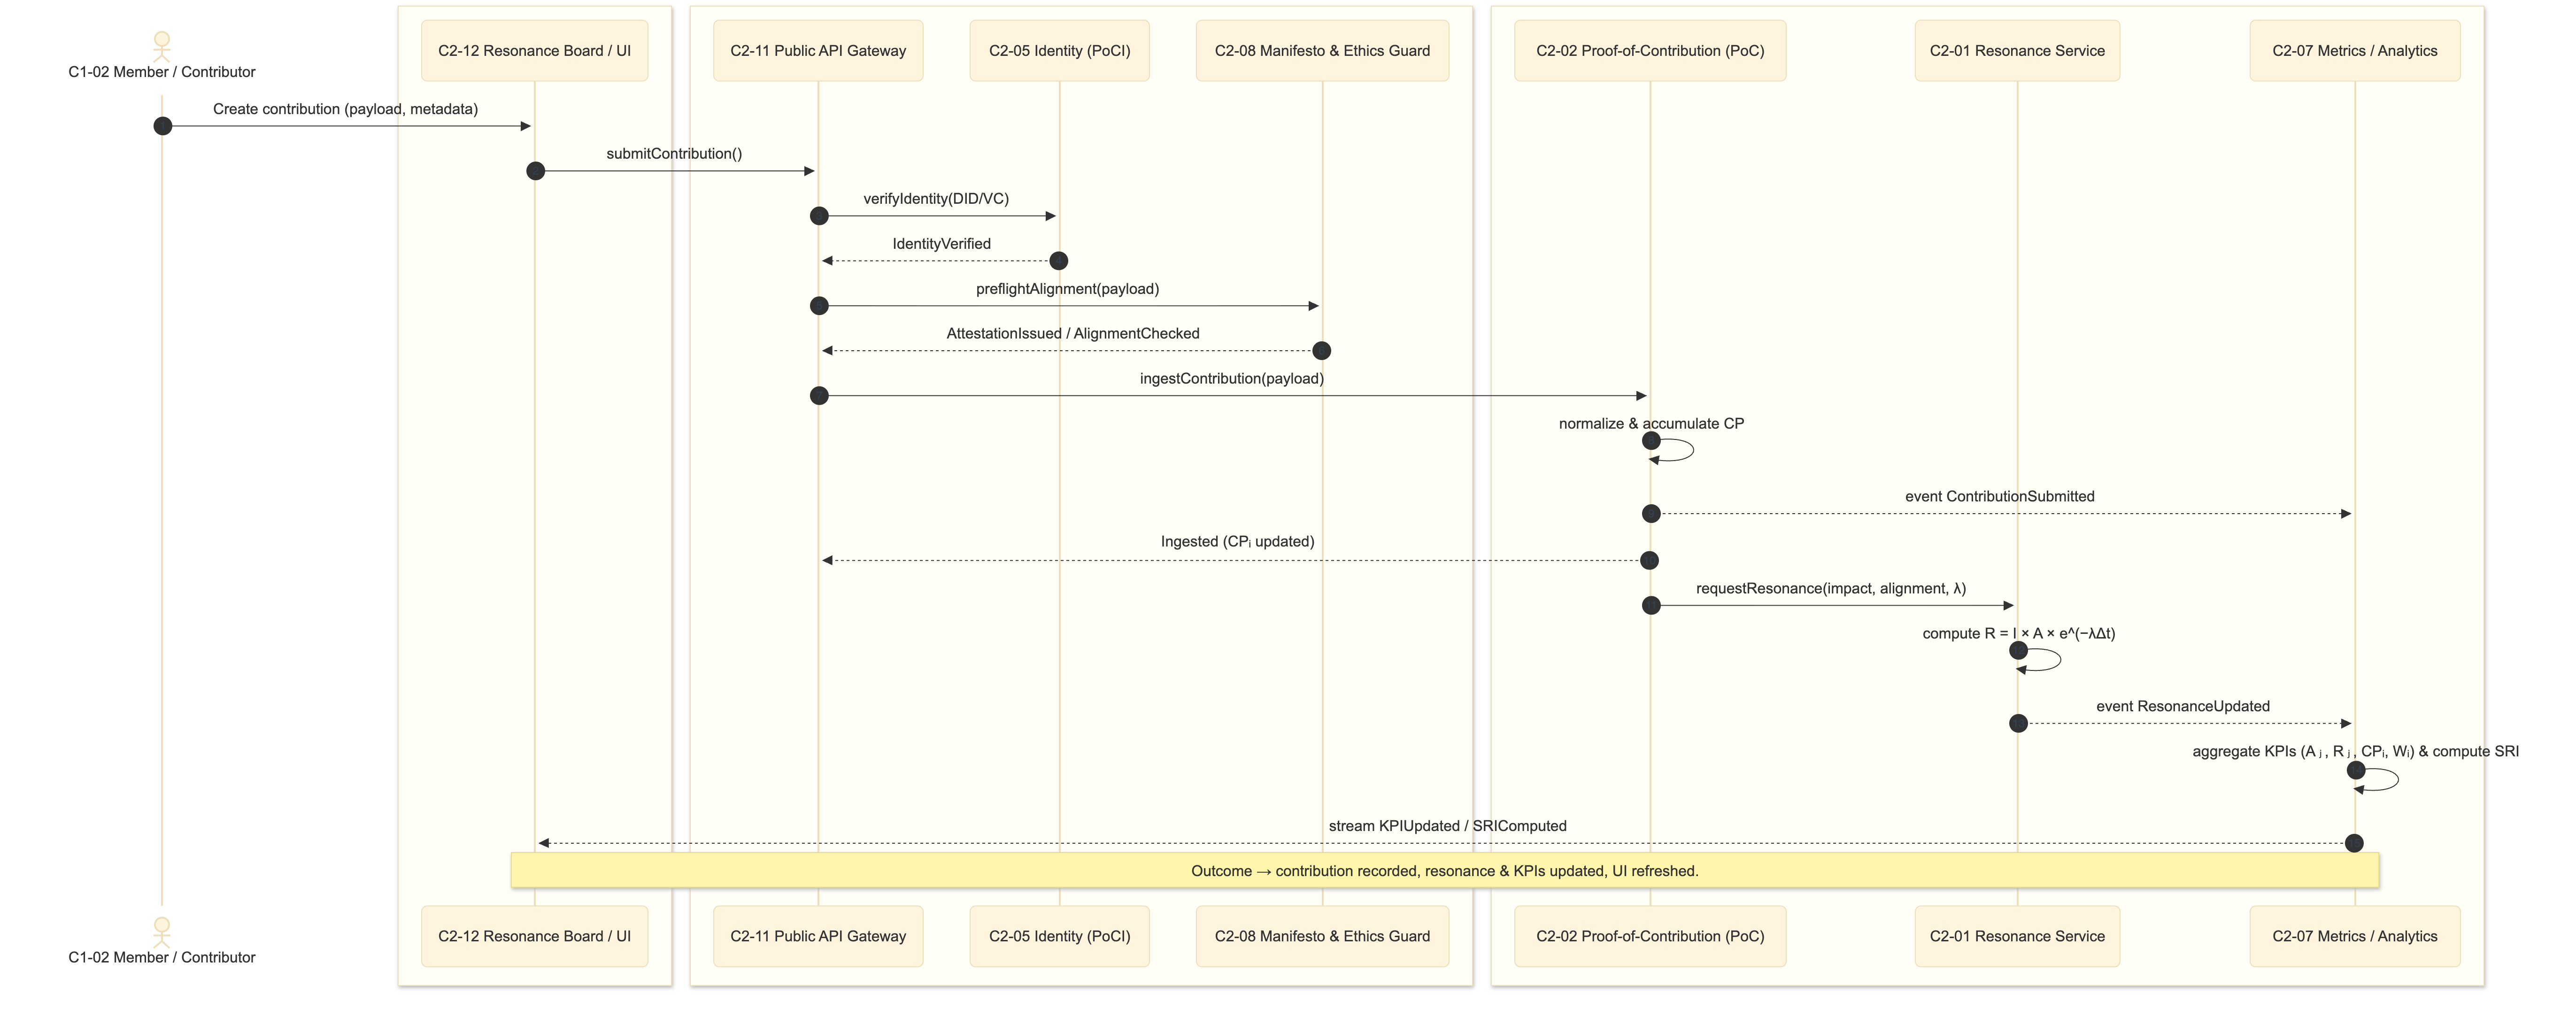 C1-02 Member / Contributor
C2-12 Resonance Board / UI
C2-11 Public API Gateway
C2-05 Identity (PoCI)
C2-08 Manifesto & Ethics Guard
C2-02 Proof-of-Contribution (PoC)
C2-01 Resonance Service
C2-07 Metrics / Analytics
Create contribution (payload, metadata)
submitContribution()
verifyIdentity(DID/VC)
IdentityVerified
preflightAlignment(payload)
AttestationIssued / AlignmentChecked
ingestContribution(payload)
normalize & accumulate CP
event ContributionSubmitted
Ingested (CPᵢ updated)
requestResonance(impact, alignment, λ)
compute R = I × A × e^(−λΔt)
event ResonanceUpdated
aggregate KPIs (A ⱼ , R ⱼ , CPᵢ, Wᵢ) & compute SRI
stream KPIUpdated / SRIComputed
Outcome → contribution recorded, resonance & KPIs updated, UI refreshed.
C1-02 Member / Contributor
C2-12 Resonance Board / UI
C2-11 Public API Gateway
C2-05 Identity (PoCI)
C2-08 Manifesto & Ethics Guard
C2-02 Proof-of-Contribution (PoC)
C2-01 Resonance Service
C2-07 Metrics / Analytics